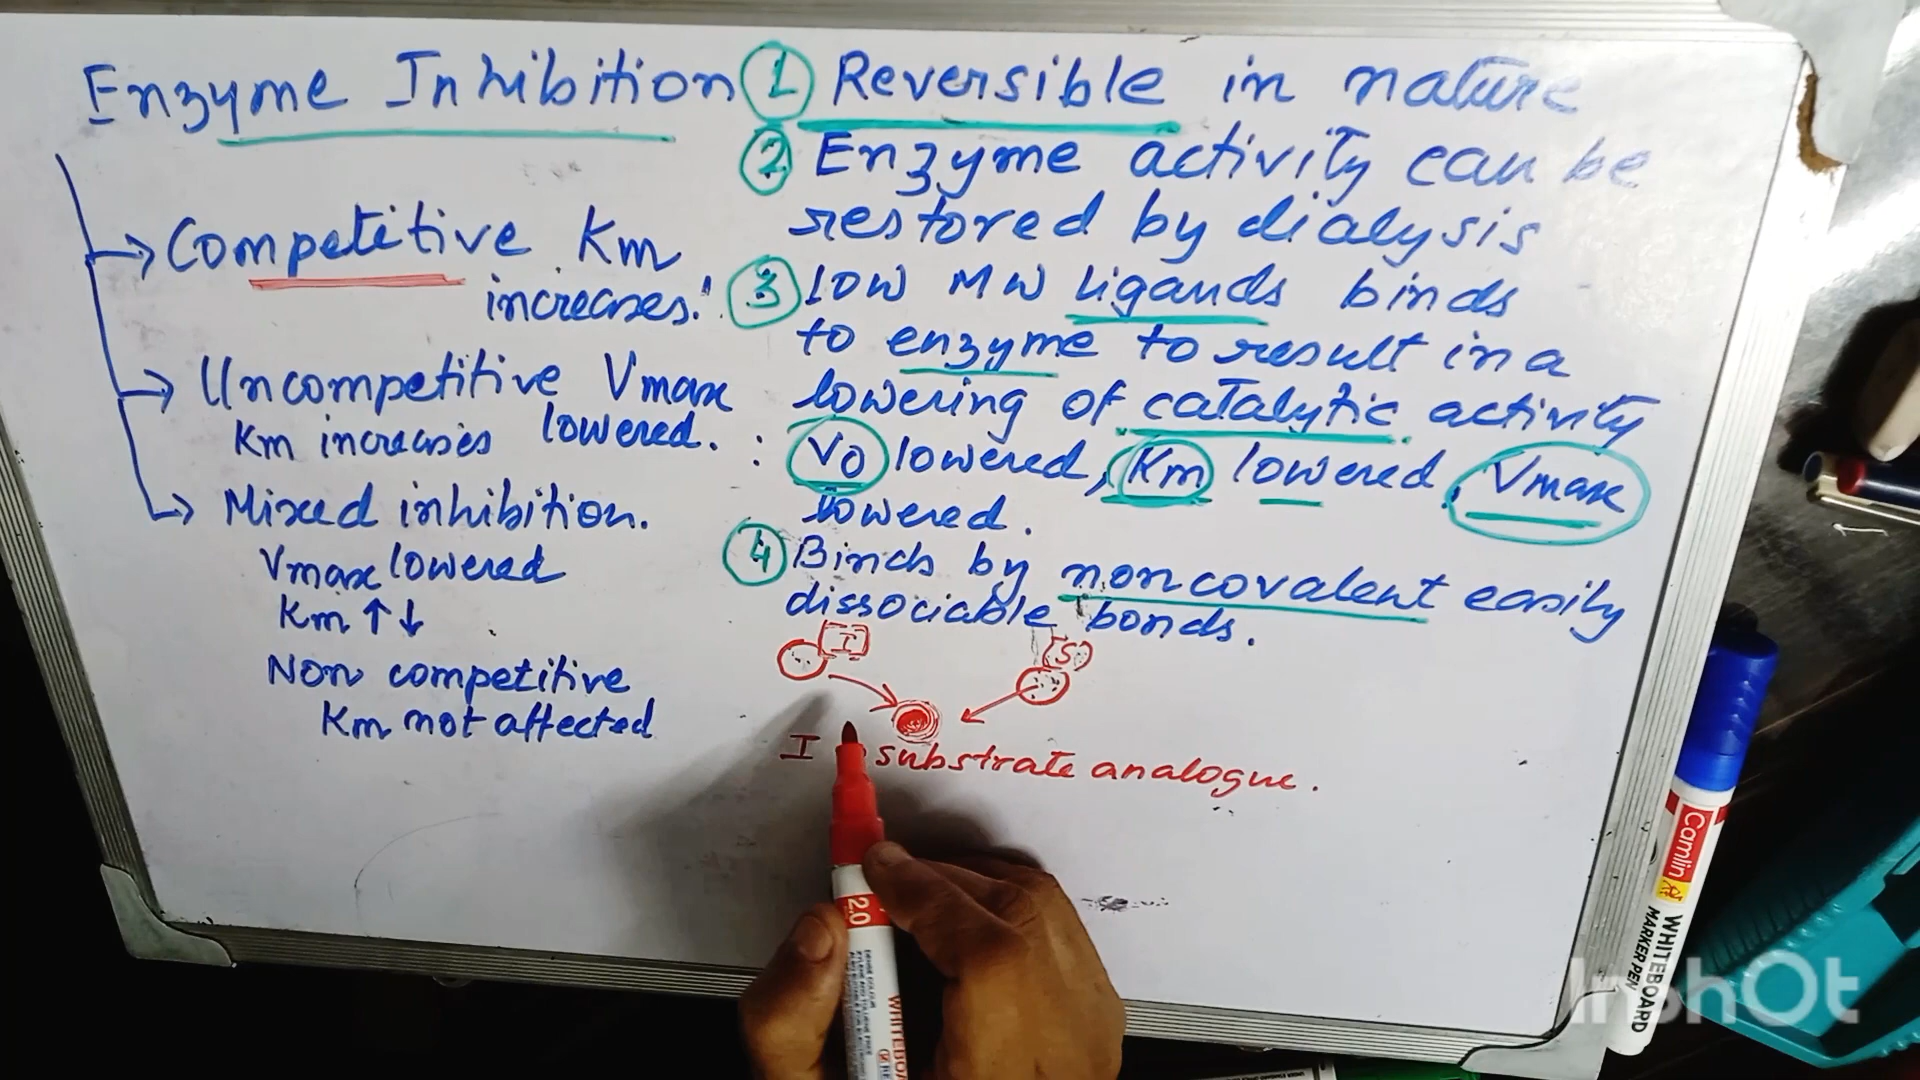 Enzyme Inhibition
→ Competitive Km
increases.
→ Uncompetitive Vmax
Km increases lowered.
→ Mixed inhibition.
Vmax lowered
Km ↑↓
Non competitive
Km not affected
1 Reversible in nature
2 Enzyme activity can be
restored by dialysis
3 low MW ligands binds
to enzyme to result in a
lowering of catalytic activity
: Vo lowered, Km lowered, Vmax
lowered.
4 Binds by non covalent easily
dissociable bonds.
I
S
I substrate analogue.
Camlin
WHITEBOARD
MARKER PEN
2.0
InshOt